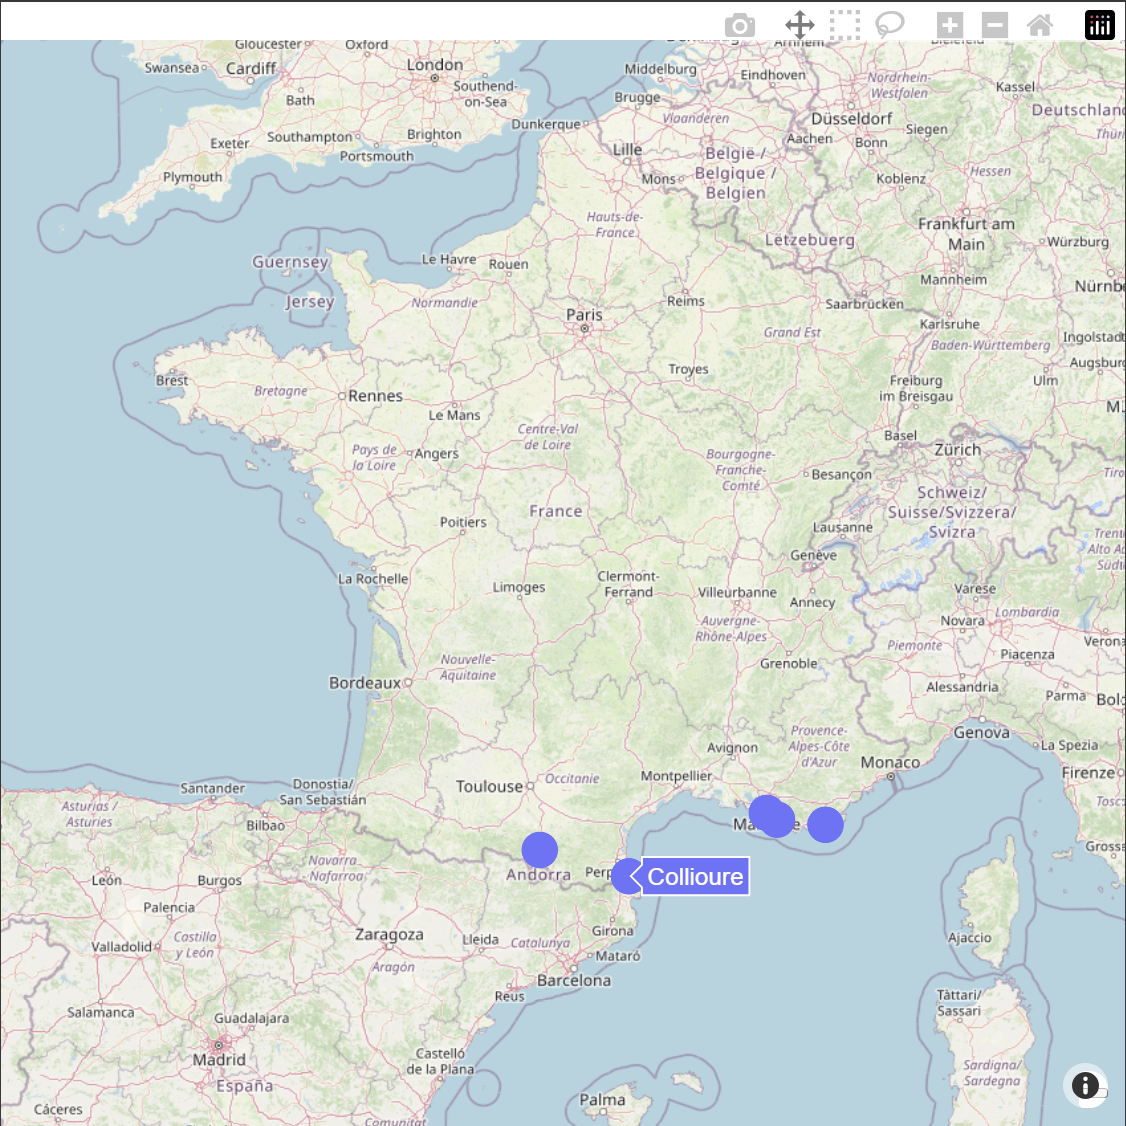 Gloucester
Oxford
Swansea
Cardiff
London
Bath
Southend-
on-Sea
Middelburg
Arnhem
Bielefeld
Eindhoven
Nordrhein-
Westfalen
Kassel
Brugge
Vlaanderen
Düsseldorf
Deutschland
Exeter
Southampton
Brighton
Portsmouth
Dunkerque
Aachen
Siegen
Bonn
Lille
België /
Belgique /
Belgien
Mons
Plymouth
Koblenz
Hessen
Hauts-de-
France
Letzebuerg
Frankfurt am
Main
Würzburg
Guernsey
Le Havre
Rouen
Mannheim
Jersey
Normandie
Reims
Saarbrücken
Paris
Karlsruhe
Grand Est
Baden-Württemberg
Brest
Bretagne
Rennes
Troyes
Freiburg
im Breisgau
Ulm
Le Mans
Centre-Val
de Loire
Basel
Zürich
Pays de
la Loire
Angers
Bourgogne-
Franche-
Comté
Besançon
Schweiz/
Suisse/Svizzera/
Svizra
France
Poitiers
Lausanne
Genève
La Rochelle
Limoges
Clermont-
Ferrand
Villeurbanne
Annecy
Varese
Lombardia
Auvergne-
Rhône-Alpes
Novara
Piemonte
Piacenza
Verona
Nouvelle-
Aquitaine
Grenoble
Bordeaux
Alessandria
Parma
Provence-
Alpes-Côte
d'Azur
Genova
Avignon
La Spezia
Monaco
Firenze
Toulouse
Occitanie
Montpellier
Santander
Donostia/
San Sebastián
Asturias /
Asturies
Bilbao
Andorra
Perp
Collioure
Navarra
- Nafarroa
León
Burgos
Palencia
Girona
Zaragoza
Lleida
Catalunya
Castilla
y León
Valladolid
Mataró
Ajaccio
Aragón
Barcelona
Reus
Tàttari/
Sassari
Salamanca
Guadalajara
Madrid
Castelló
de la Plana
España
Sardigna/
Sardegna
Palma
Cáceres